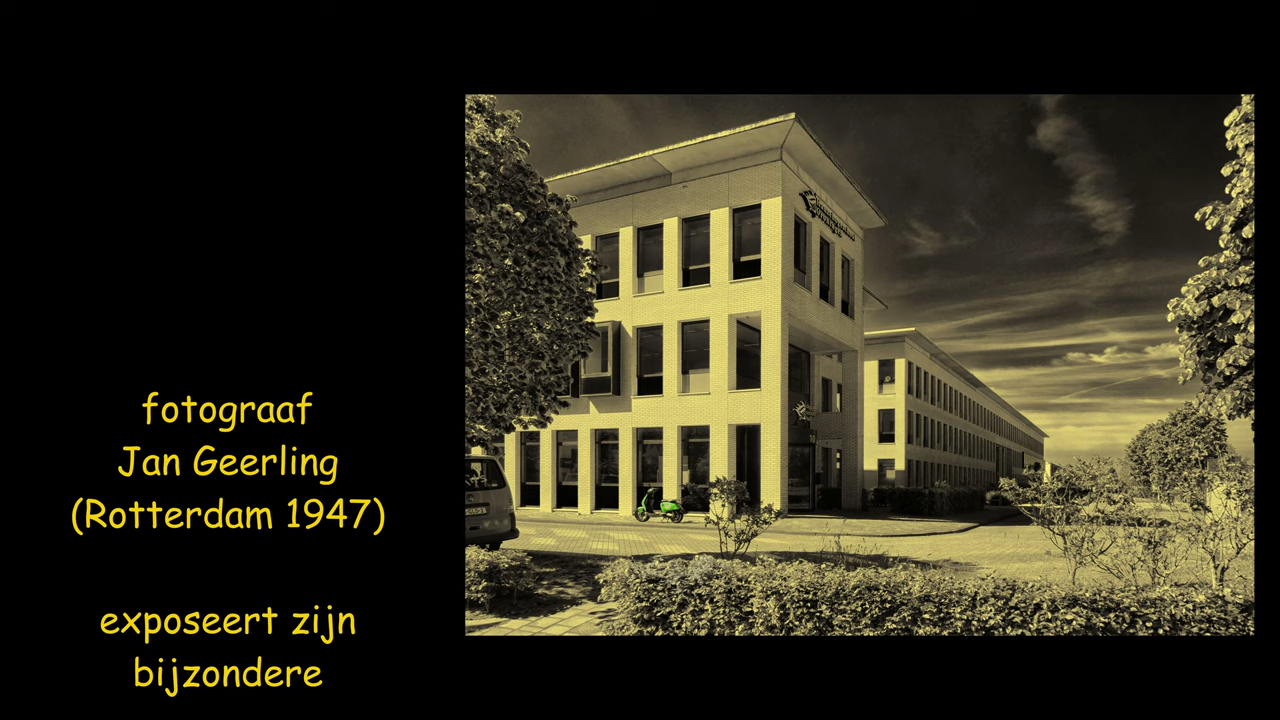 fotograaf
Jan Geerling
(Rotterdam 1947)
exposeert zijn
bijzondere